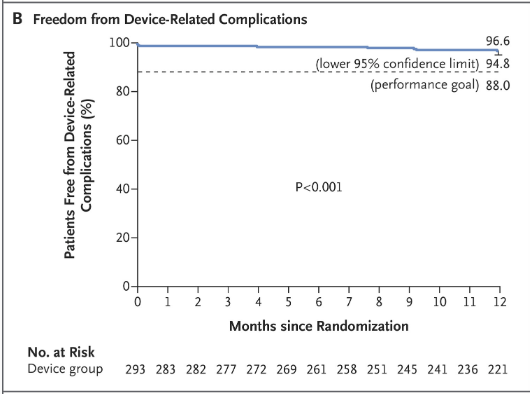 B Freedom from Device-Related Complications
Patients Free from Device-Related
Complications (%)
100
80
60
40
20
0
96.6
(lower 95% confidence limit) 94.8
(performance goal) 88.0
P<0.001
0 1 2 3 4 5 6 7 8 9 10 11 12
Months since Randomization
No. at Risk
Device group 293 283 282 277 272 269 261 258 251 245 241 236 221